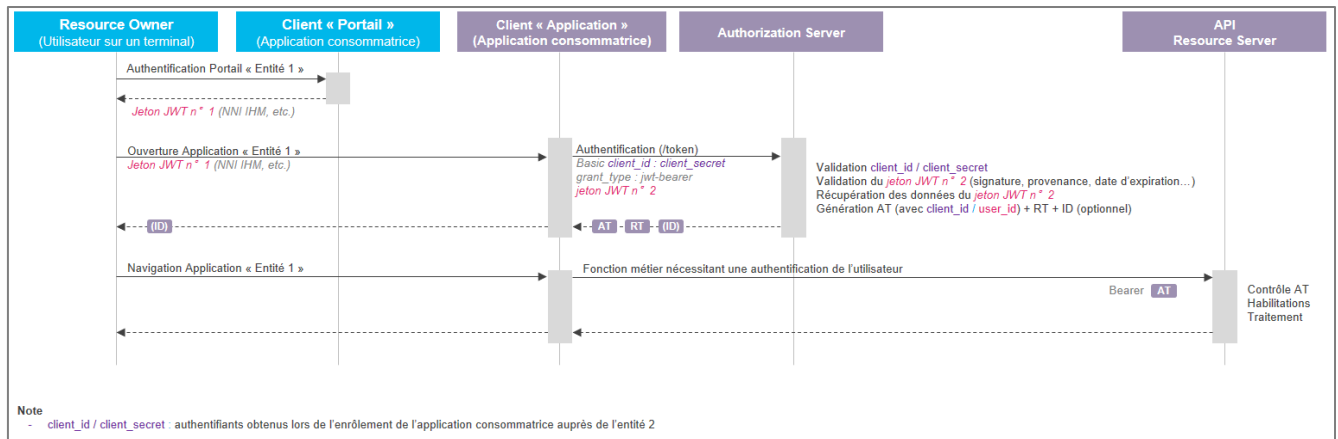 Resource Owner
(Utilisateur sur un terminal)
Client « Portail »
(Application consommatrice)
Client « Application »
(Application consommatrice)
Authorization Server
API
Resource Server
Authentification Portail « Entité 1 »
Jeton JWT n° 1 (NNI IHM, etc.)
Ouverture Application « Entité 1 »
Jeton JWT n° 1 (NNI IHM, etc.)
Authentification (/token)
Basic client_id : client_secret
grant_type : jwt-bearer
jeton JWT n° 2
Validation client_id / client_secret
Validation du jeton JWT n° 2 (signature, provenance, date d'expiration…)
Récupération des données du jeton JWT n° 2
Génération AT (avec client_id / user_id) + RT + ID (optionnel)
(ID)
AT - RT - (ID)
Navigation Application « Entité 1 »
Fonction métier nécessitant une authentification de l'utilisateur
Bearer AT
Contrôle AT
Habilitations
Traitement
Note
- client_id / client_secret : authentifiants obtenus lors de l'enrôlement de l'application consommatrice auprès de l'entité 2